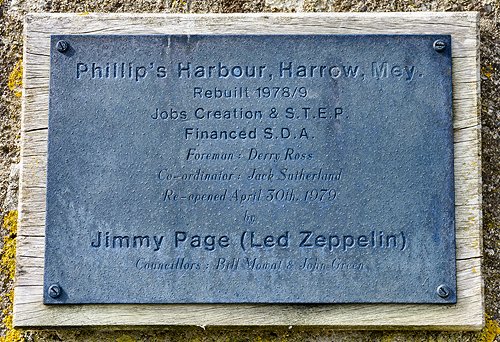 Phillip's Harbour, Harrow, Mey.
Rebuilt 1978/9
Jobs Creation & S.T.E.P.
Financed S.D.A.
Foreman : Derry Ross
Co-ordinator : Jack Sutherland
Re-opened April 30th, 1979
by
Jimmy Page (Led Zeppelin)
Councillors : Bill Mowat & John Green